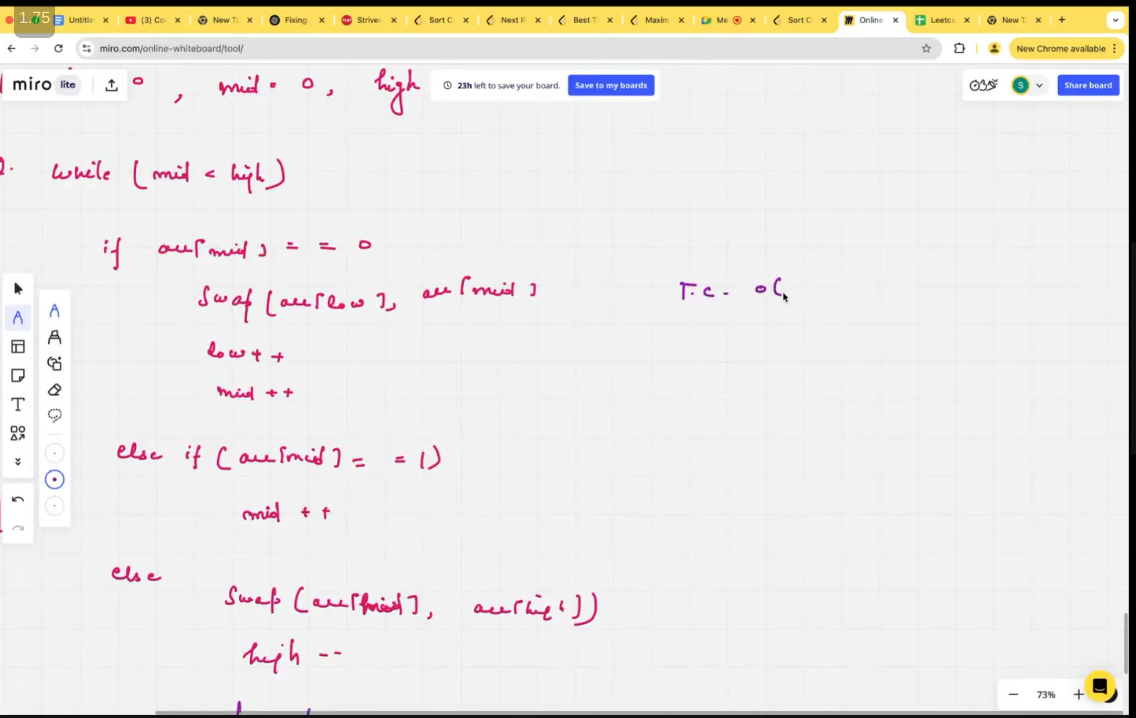 1.75
Untitl
(3) Co
New T
Fixing
Striver
Sort C
Next P
Best T
Maxim
Me
Sort C
Online
Leetc
New T
miro.com/online-whiteboard/tool/
New Chrome available
miro lite
23h left to save your board.
Save to my boards
S
Share board
0 , mid = 0, high
2. while (mid < high)
if arr[mid] = = 0
Swap (arr[low], arr[mid]
T.C. - O(
low + +
mid + +
else if (arr[mid] = = 1)
mid + +
else
Swap (arr[mid], arr[high])
high --
73%